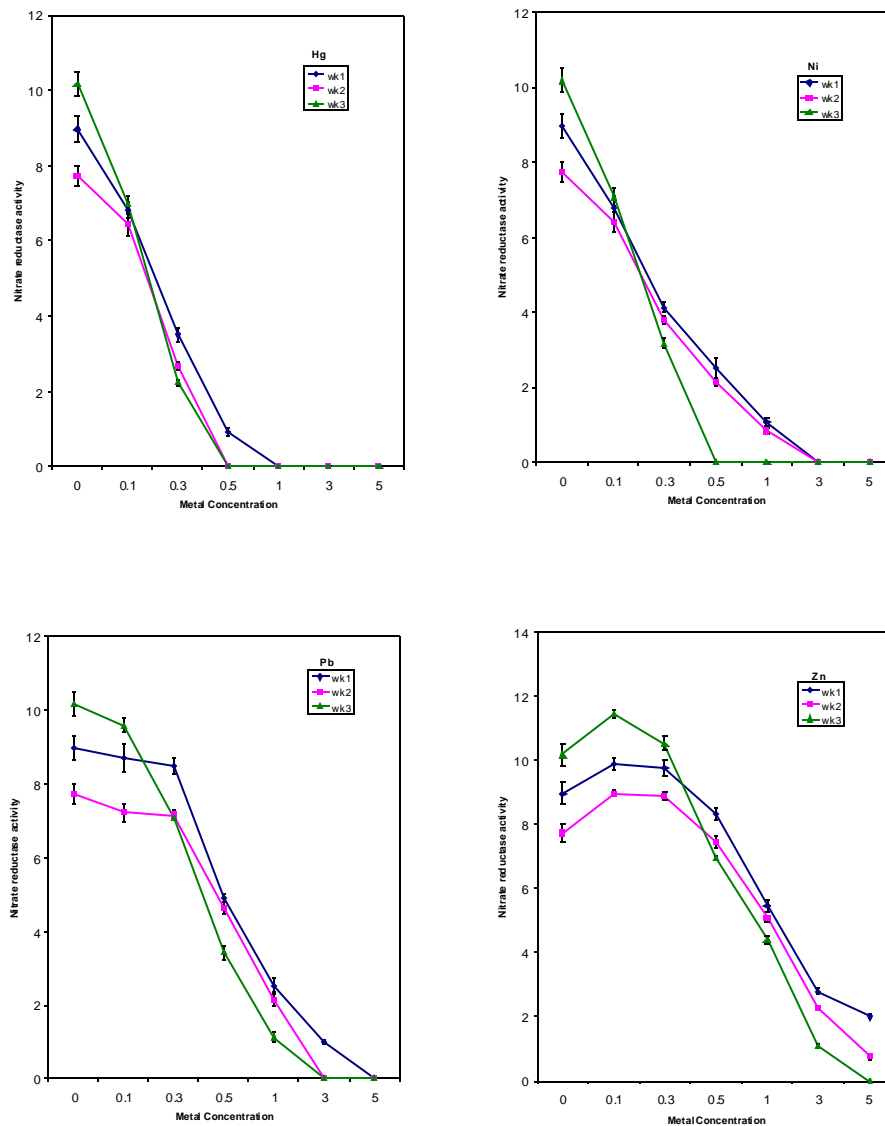 12
10
8
6
4
2
0
Nitrate reductase activity
Hg
wk1
wk2
wk3
0 0.1 0.3 0.5 1 3 5
Metal Concentration
12
10
8
6
4
2
0
Nitrate reductase activity
Ni
wk1
wk2
wk3
0 0.1 0.3 0.5 1 3 5
Metal Concentration
12
10
8
6
4
2
0
Nitrate reductase activity
Pb
wk1
wk2
wk3
0 0.1 0.3 0.5 1 3 5
Metal Concentration
14
12
10
8
6
4
2
0
Nitrate reductase activity
Zn
wk1
wk2
wk3
0 0.1 0.3 0.5 1 3 5
Metal Concentration